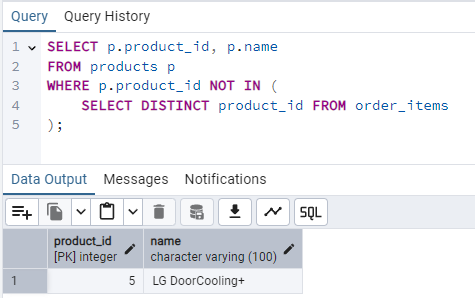 Query Query History
1 SELECT p.product_id, p.name
2 FROM products p
3 WHERE p.product_id NOT IN (
4 SELECT DISTINCT product_id FROM order_items
5 );
Data Output Messages Notifications
SQL
product_id name
[PK] integer character varying (100)
1 5 LG DoorCooling+